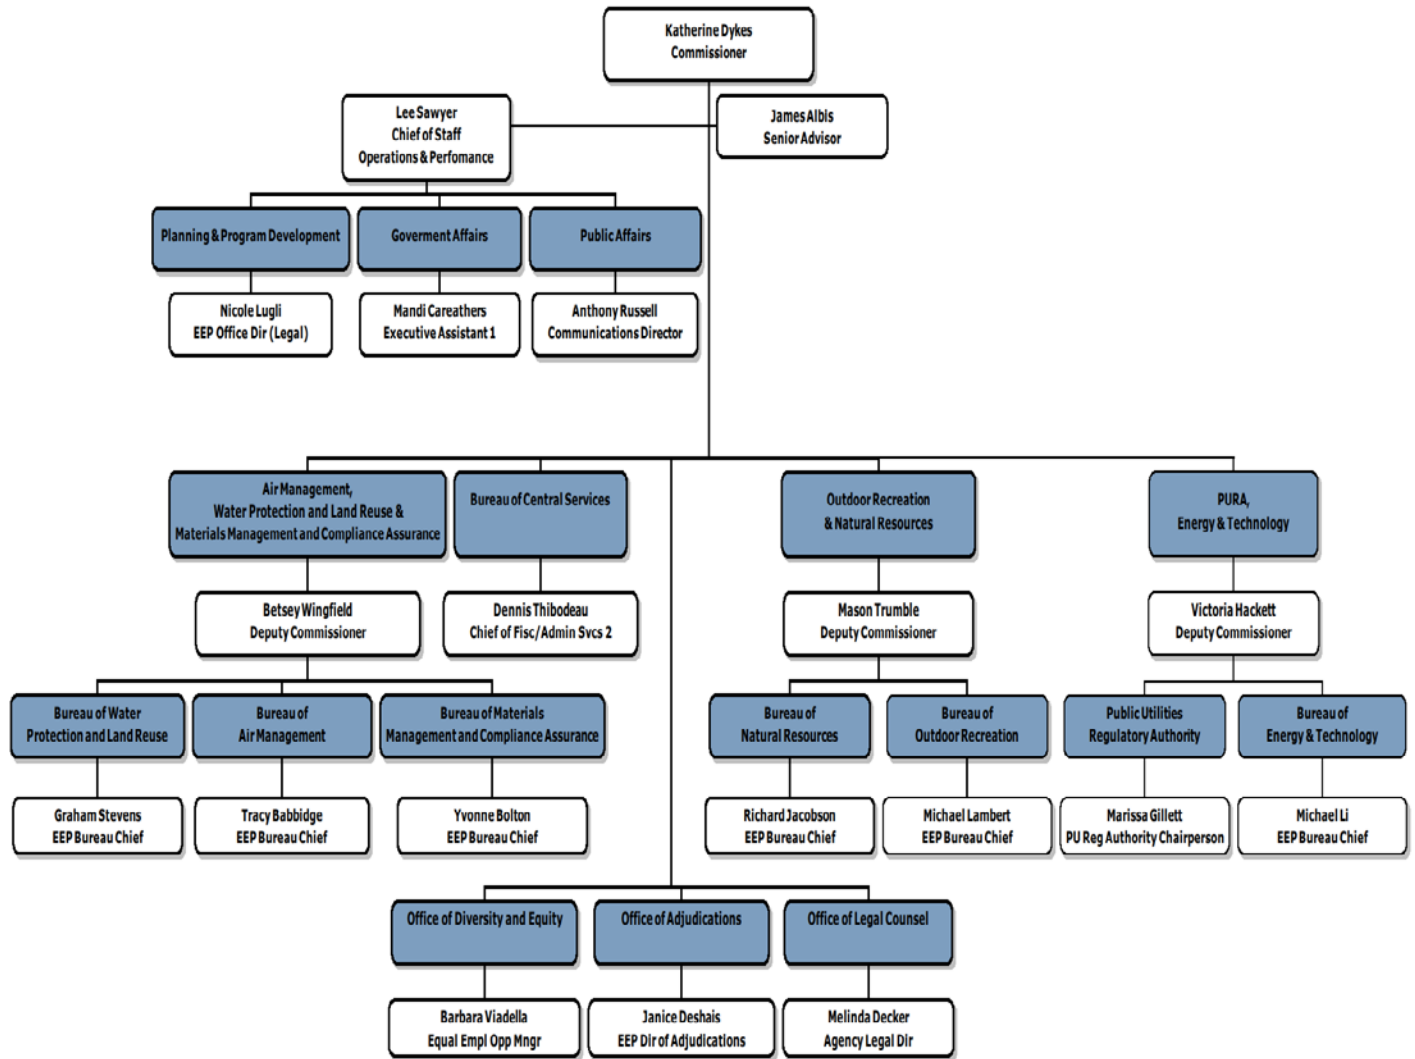 Katherine Dykes
Commissioner
Lee Sawyer
Chief of Staff
Operations & Perfomance
James Albis
Senior Advisor
Planning & Program Development
Goverment Affairs
Public Affairs
Nicole Lugli
EEP Office Dir (Legal)
Mandi Careathers
Executive Assistant 1
Anthony Russell
Communications Director
Air Management,
Water Protection and Land Reuse &
Materials Management and Compliance Assurance
Bureau of Central Services
Outdoor Recreation
& Natural Resources
PURA,
Energy & Technology
Betsey Wingfield
Deputy Commissioner
Dennis Thibodeau
Chief of Fisc/Admin Svcs 2
Mason Trumble
Deputy Commissioner
Victoria Hackett
Deputy Commissioner
Bureau of Water
Protection and Land Reuse
Bureau of
Air Management
Bureau of Materials
Management and Compliance Assurance
Bureau of
Natural Resources
Bureau of
Outdoor Recreation
Public Utilities
Regulatory Authority
Bureau of
Energy & Technology
Graham Stevens
EEP Bureau Chief
Tracy Babbidge
EEP Bureau Chief
Yvonne Bolton
EEP Bureau Chief
Richard Jacobson
EEP Bureau Chief
Michael Lambert
EEP Bureau Chief
Marissa Gillett
PU Reg Authority Chairperson
Michael Li
EEP Bureau Chief
Office of Diversity and Equity
Office of Adjudications
Office of Legal Counsel
Barbara Viadella
Equal Empl Opp Mngr
Janice Deshais
EEP Dir of Adjudications
Melinda Decker
Agency Legal Dir